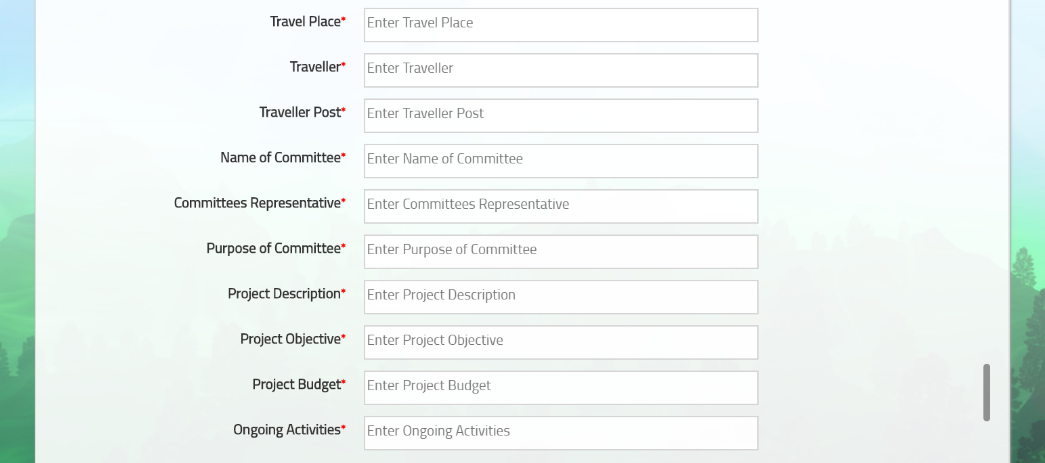 Travel Place* Enter Travel Place
Traveller* Enter Traveller
Traveller Post* Enter Traveller Post
Name of Committee* Enter Name of Committee
Committees Representative* Enter Committees Representative
Purpose of Committee* Enter Purpose of Committee
Project Description* Enter Project Description
Project Objective* Enter Project Objective
Project Budget* Enter Project Budget
Ongoing Activities* Enter Ongoing Activities